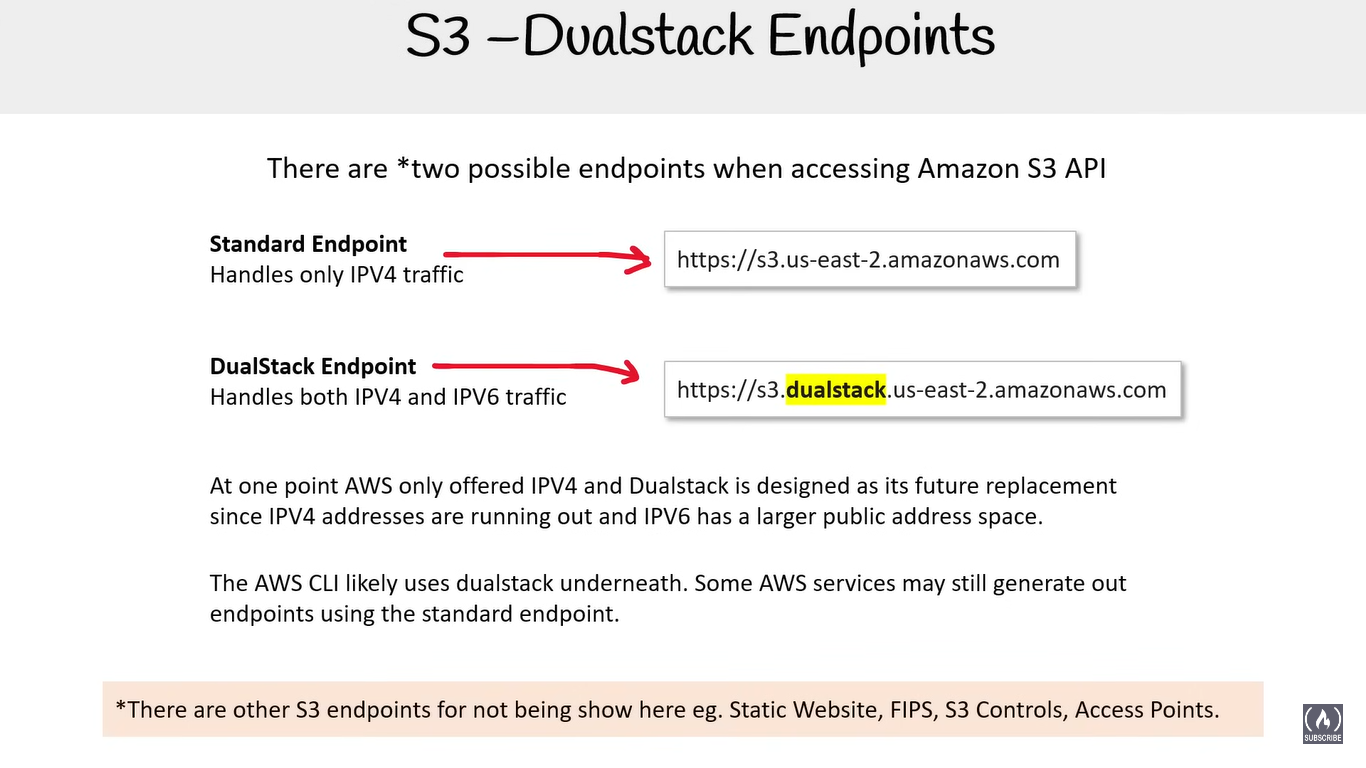 S3 –Dualstack Endpoints
There are *two possible endpoints when accessing Amazon S3 API
Standard Endpoint
Handles only IPV4 traffic
https://s3.us-east-2.amazonaws.com
DualStack Endpoint
Handles both IPV4 and IPV6 traffic
https://s3.dualstack.us-east-2.amazonaws.com
At one point AWS only offered IPV4 and Dualstack is designed as its future replacement
since IPV4 addresses are running out and IPV6 has a larger public address space.
The AWS CLI likely uses dualstack underneath. Some AWS services may still generate out
endpoints using the standard endpoint.
*There are other S3 endpoints for not being show here eg. Static Website, FIPS, S3 Controls, Access Points.
SUBSCRIBE